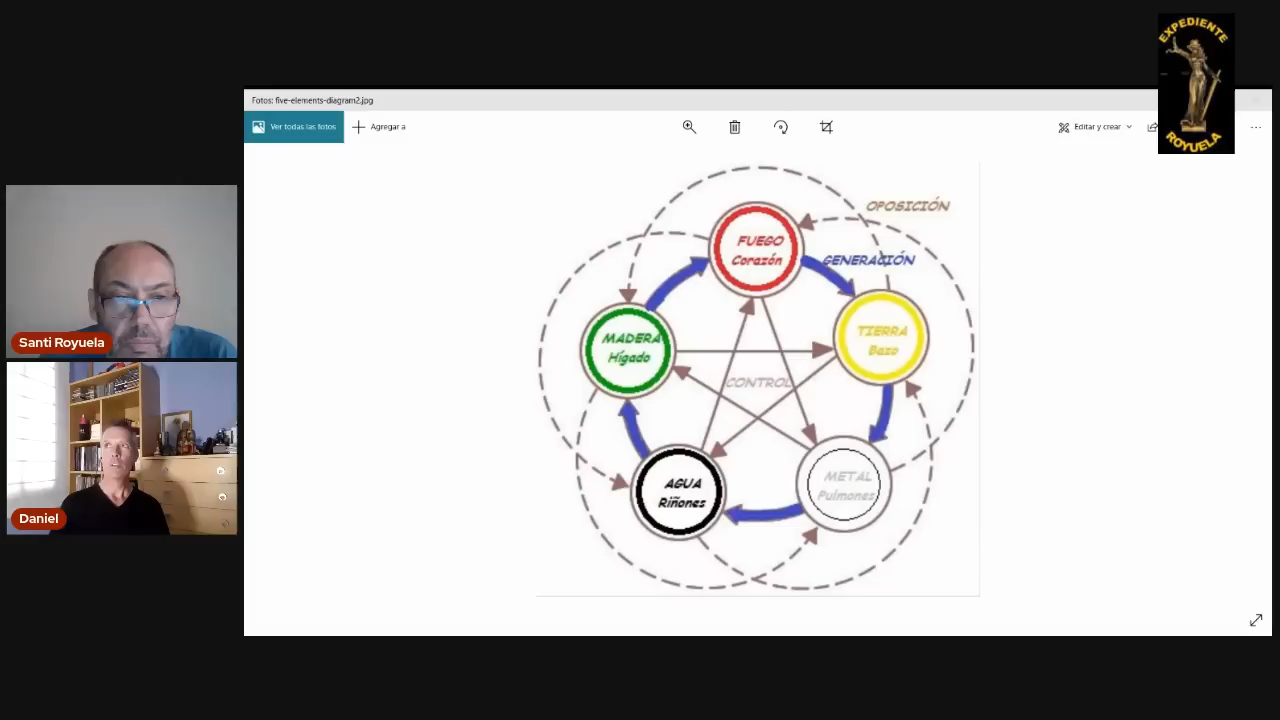 EXPEDIENTE
ROYUELA
Fotos: five-elements-diagram2.jpg
Ver todas las fotos
Agregar a
Editar y crear
OPOSICIÓN
FUEGO
Corazón
GENERACIÓN
MADERA
Hígado
TIERRA
Bazo
CONTROL
AGUA
Riñones
METAL
Pulmones
Santi Royuela
Daniel